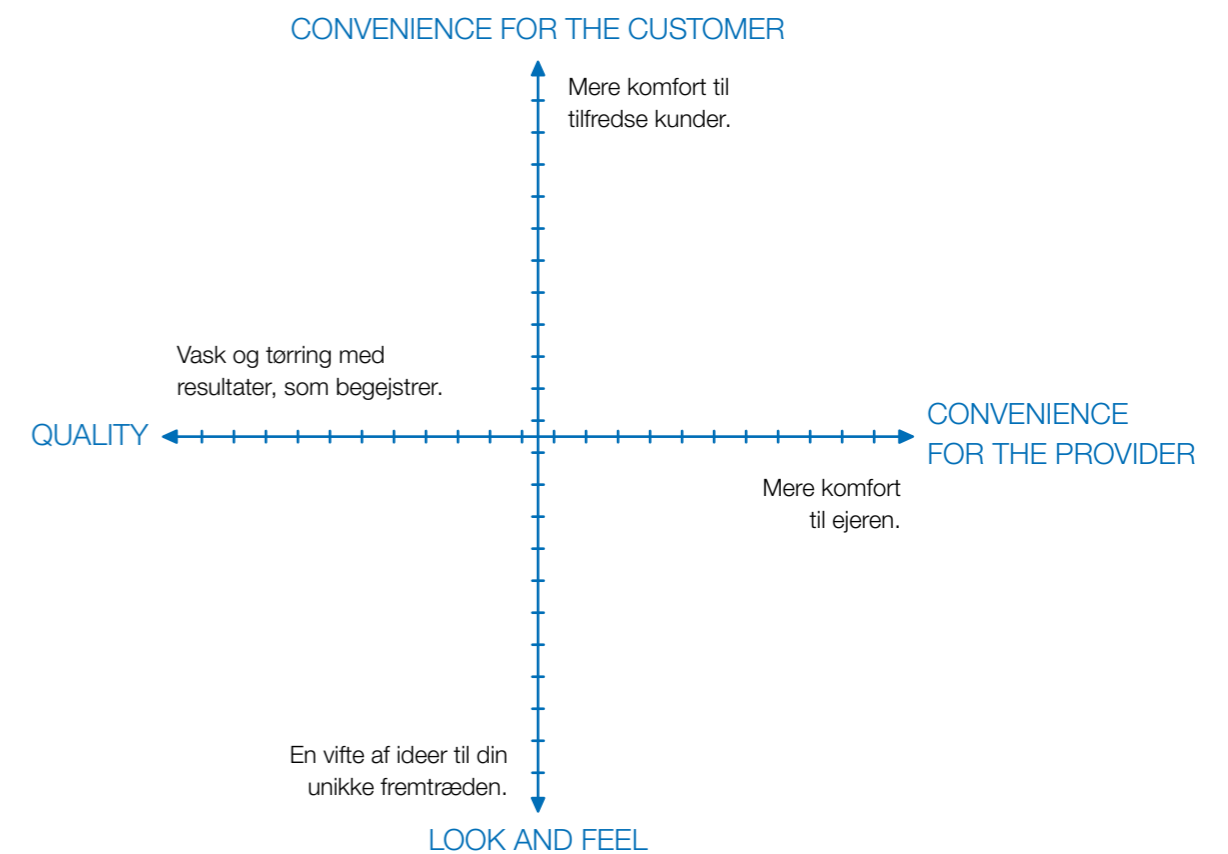 CONVENIENCE FOR THE CUSTOMER
Mere komfort til
tilfredse kunder.
Vask og tørring med
resultater, som begejstrer.
QUALITY
CONVENIENCE
FOR THE PROVIDER
Mere komfort
til ejeren.
En vifte af ideer til din
unikke fremtræden.
LOOK AND FEEL